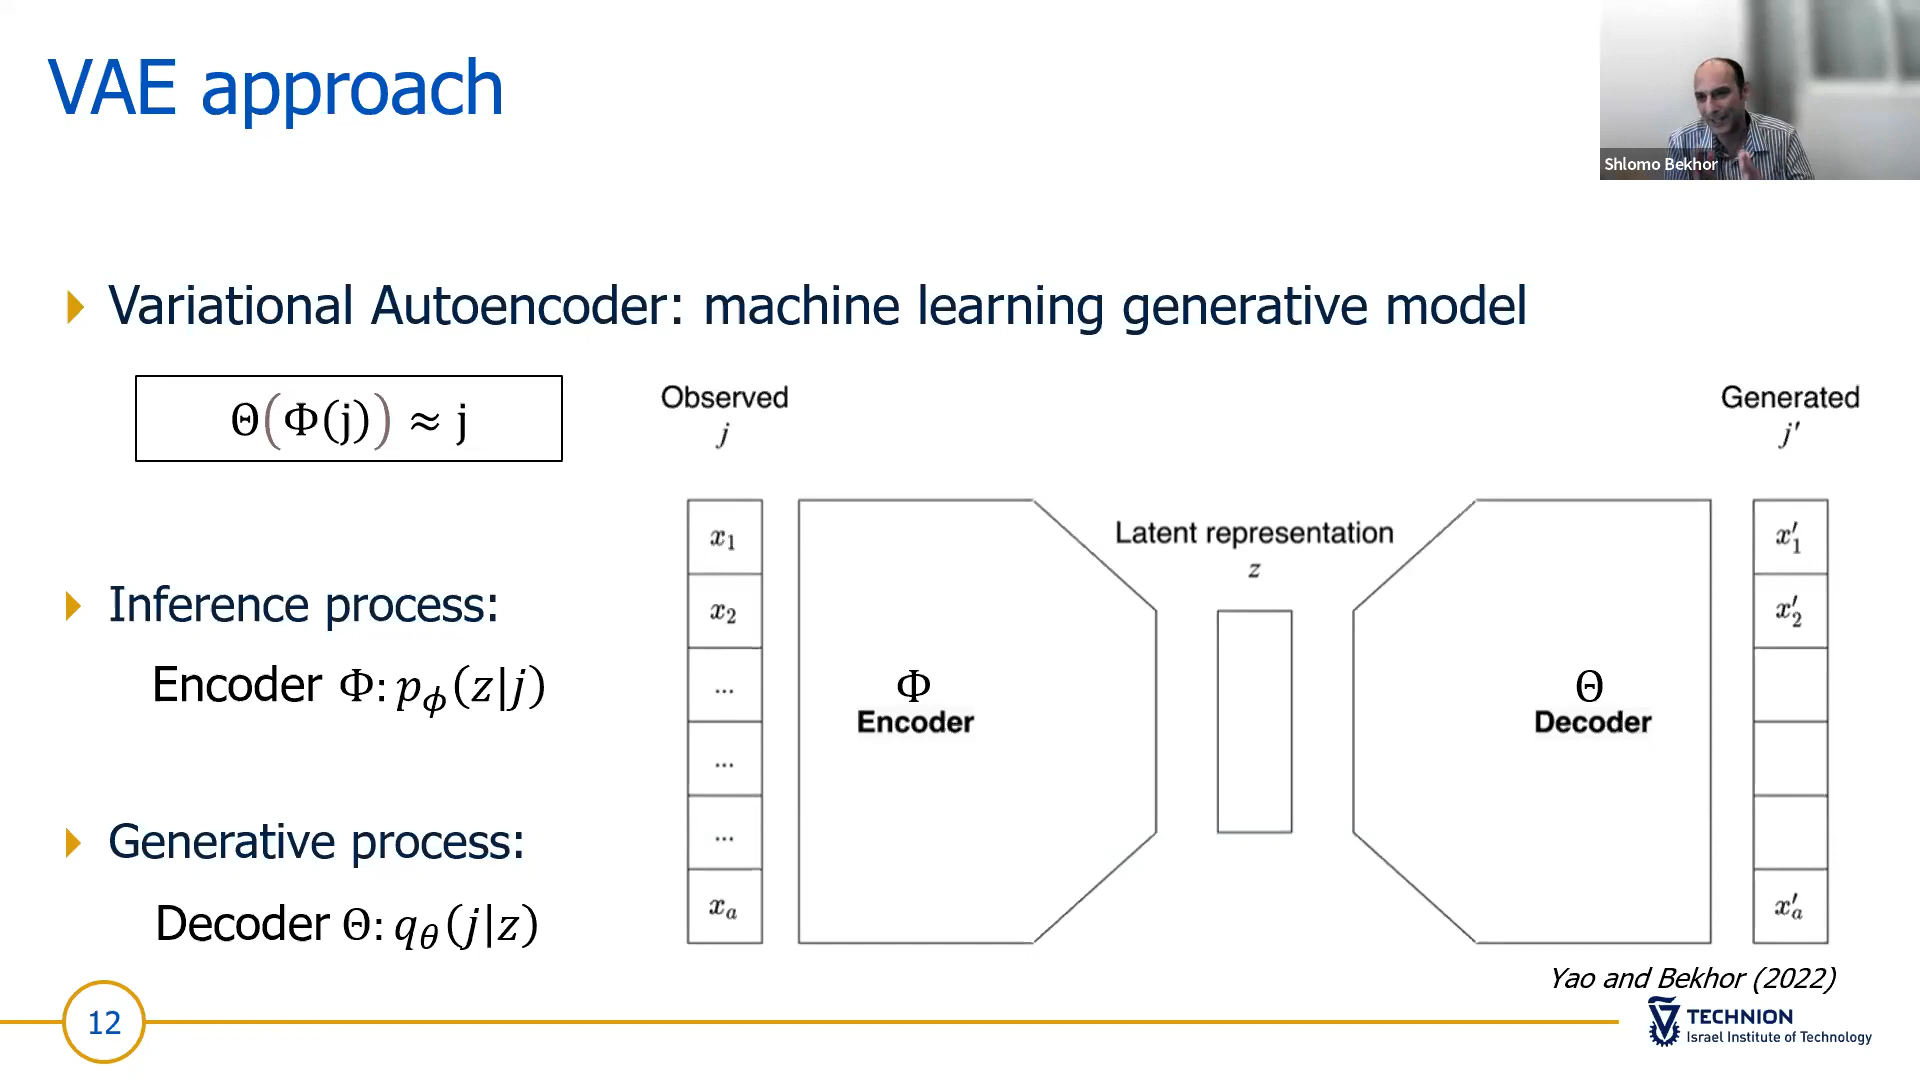 VAE approach
Shlomo Bekhor
Variational Autoencoder: machine learning generative model
Θ(Φ(j)) ≈ j
Observed
j
Generated
j′
x₁
x₂
...
...
...
xₐ
Φ
Encoder
Latent representation
z
Θ
Decoder
x′₁
x′₂
x′ₐ
Inference process:
Encoder Φ: p_ϕ(z|j)
Generative process:
Decoder Θ: q_θ(j|z)
Yao and Bekhor (2022)
12
TECHNION
Israel Institute of Technology